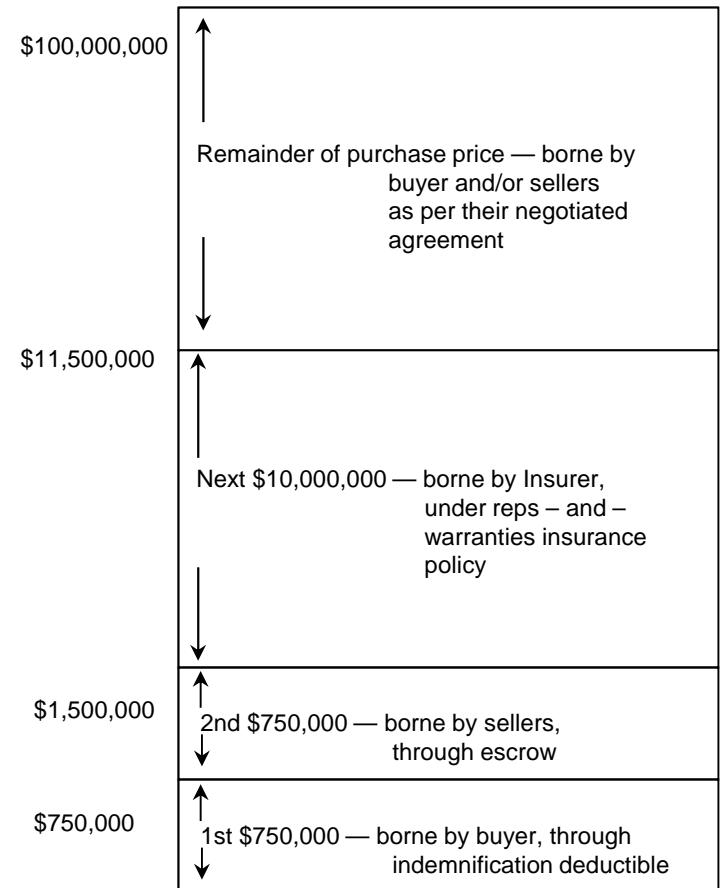 $100,000,000
Remainder of purchase price — borne by
buyer and/or sellers
as per their negotiated
agreement
$11,500,000
Next $10,000,000 — borne by Insurer,
under reps – and –
warranties insurance
policy
$1,500,000
2nd $750,000 — borne by sellers,
through escrow
$750,000
1st $750,000 — borne by buyer, through
indemnification deductible